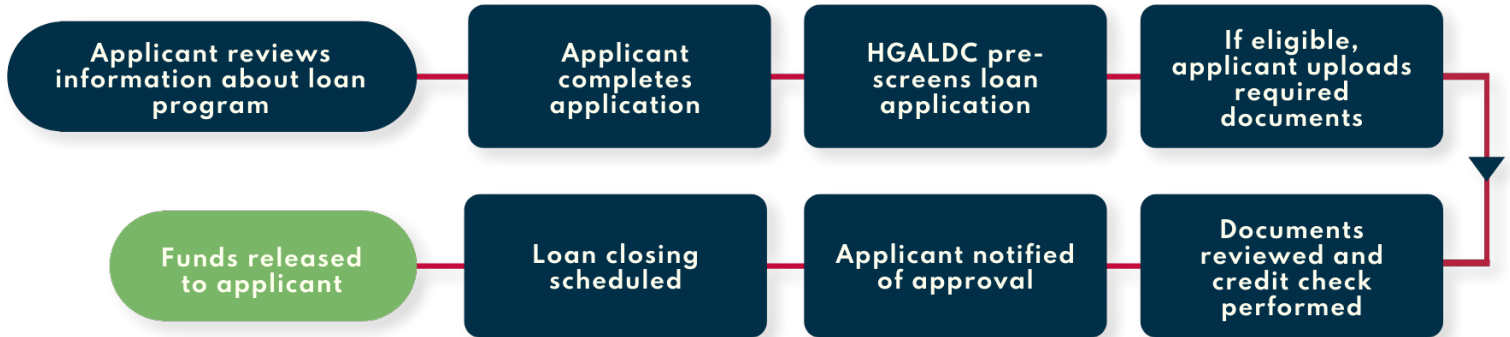 Applicant reviews
information about loan
program
Applicant
completes
application
HGALDC pre-
screens loan
application
If eligible,
applicant uploads
required
documents
Documents
reviewed and
credit check
performed
Applicant notified
of approval
Loan closing
scheduled
Funds released
to applicant